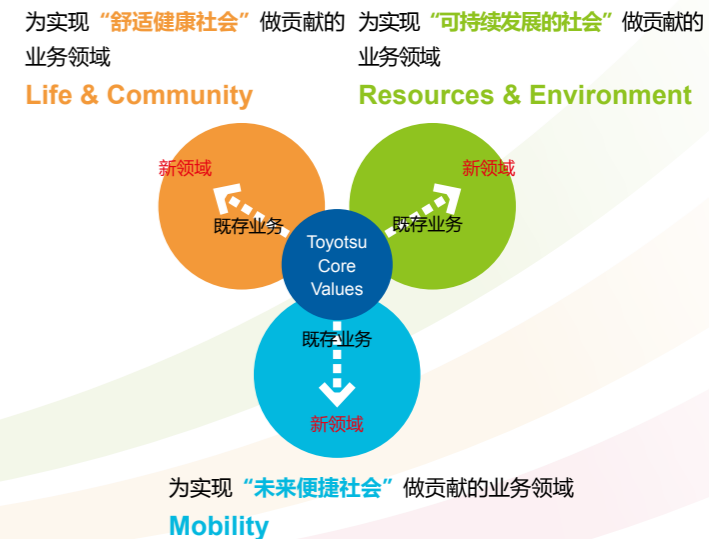 为实现“舒适健康社会”做贡献的
业务领域
Life & Community
为实现“可持续发展的社会”做贡献的
业务领域
Resources & Environment
新领域
既存业务
新领域
既存业务
Toyotsu
Core
Values
既存业务
新领域
为实现“未来便捷社会”做贡献的业务领域
Mobility